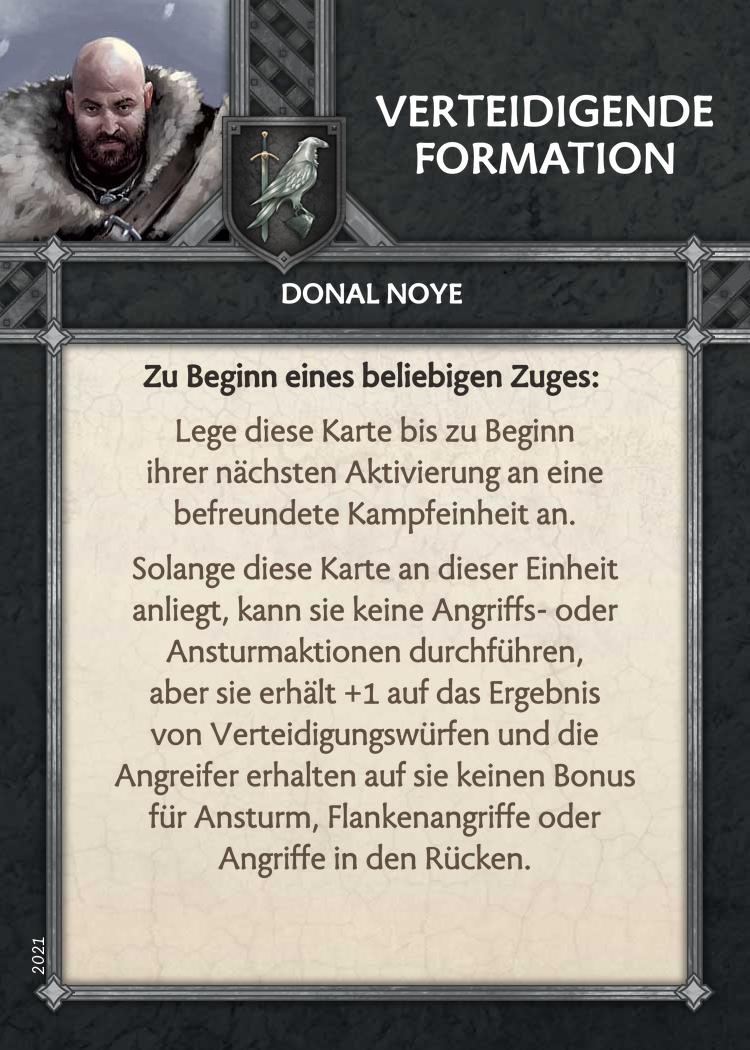 VERTEIDIGENDE
FORMATION
DONAL NOYE
Zu Beginn eines beliebigen Zuges:
Lege diese Karte bis zu Beginn
ihrer nächsten Aktivierung an eine
befreundete Kampfeinheit an.
Solange diese Karte an dieser Einheit
anliegt, kann sie keine Angriffs- oder
Ansturmaktionen durchführen,
aber sie erhält +1 auf das Ergebnis
von Verteidigungswürfen und die
Angreifer erhalten auf sie keinen Bonus
für Ansturm, Flankenangriffe oder
Angriffe in den Rücken.
2021